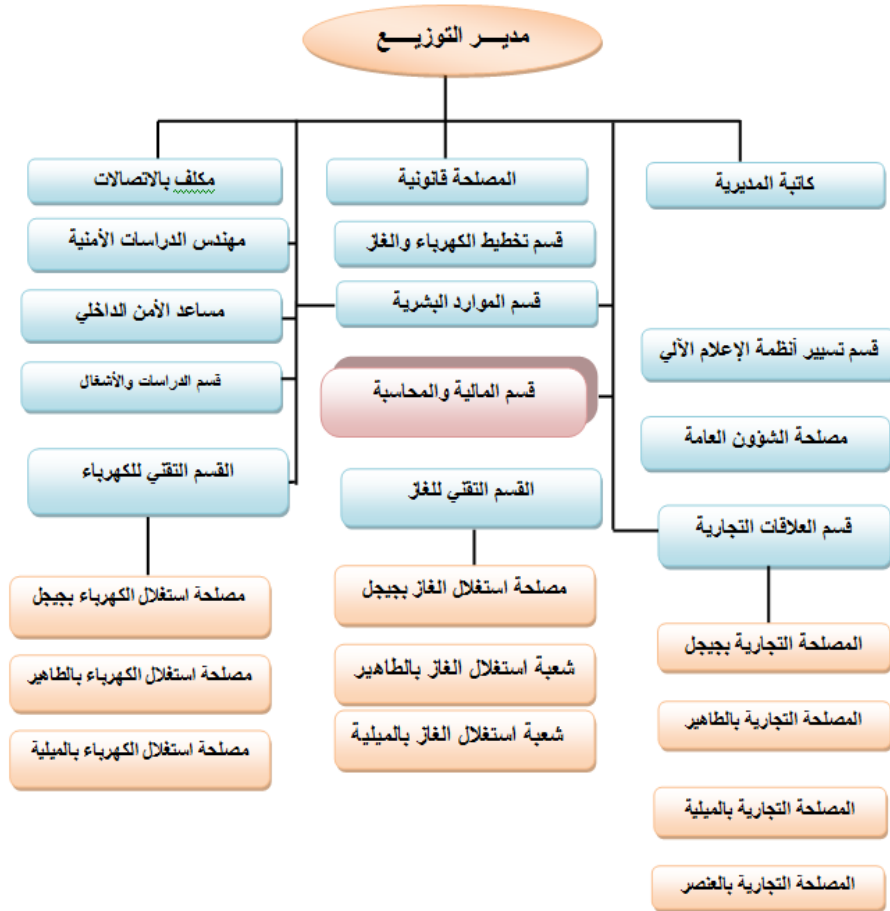 مديـــر التوزيـــــع
كاتبة المديرية
المصلحة قانونية
مكلف بالاتصالات
قسم تخطيط الكهرباء والغاز
مهندس الدراسات الأمنية
قسم الموارد البشرية
مساعد الأمن الداخلي
قسم تسيير أنظمة الإعلام الآلي
قسم المالية والمحاسبة
قسم الدراسات والأشغال
مصلحة الشؤون العامة
القسم التقني للغاز
القسم التقني للكهرباء
قسم العلاقات التجارية
مصلحة استغلال الغاز بجيجل
مصلحة استغلال الكهرباء بجيجل
المصلحة التجارية بجيجل
شعبة استغلال الغاز بالطاهير
مصلحة استغلال الكهرباء بالطاهير
المصلحة التجارية بالطاهير
شعبة استغلال الغاز بالميلية
مصلحة استغلال الكهرباء بالميلية
المصلحة التجارية بالميلية
المصلحة التجارية بالعنصر